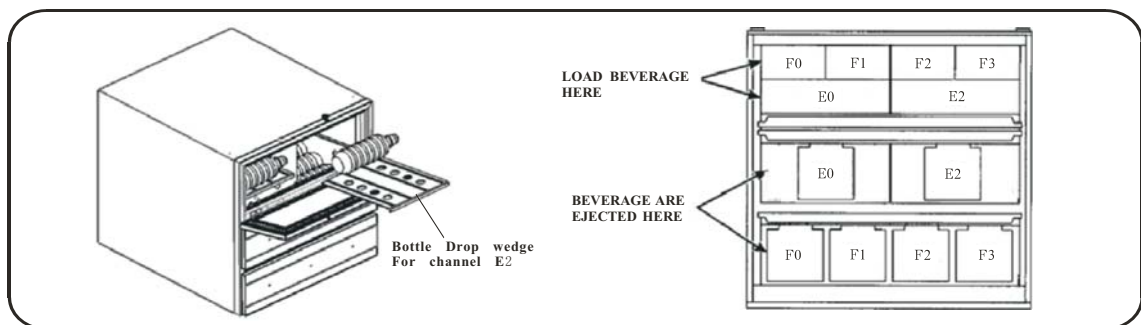 Bottle Drop wedge
For channel E2
LOAD BEVERAGE
HERE
F0 F1 F2 F3
E0 E2
BEVERAGE ARE
EJECTED HERE
E0 E2
F0 F1 F2 F3